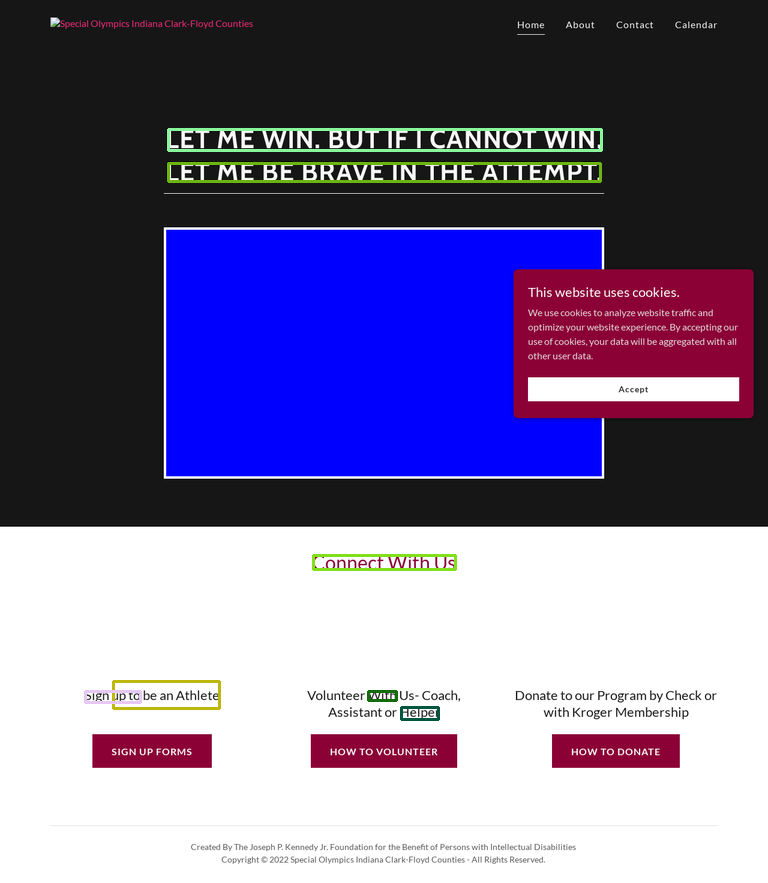 Special Olympics Indiana Clark-Floyd Counties
Home About Contact Calendar
LET ME WIN. BUT IF I CANNOT WIN,
LET ME BE BRAVE IN THE ATTEMPT.
This website uses cookies.
We use cookies to analyze website traffic and
optimize your website experience. By accepting our
use of cookies, your data will be aggregated with all
other user data.
Accept
Connect With Us
Sign up to be an Athlete
Volunteer With Us- Coach,
Assistant or Helper
Donate to our Program by Check or
with Kroger Membership
SIGN UP FORMS
HOW TO VOLUNTEER
HOW TO DONATE
Created By The Joseph P. Kennedy Jr. Foundation for the Benefit of Persons with Intellectual Disabilities
Copyright © 2022 Special Olympics Indiana Clark-Floyd Counties - All Rights Reserved.